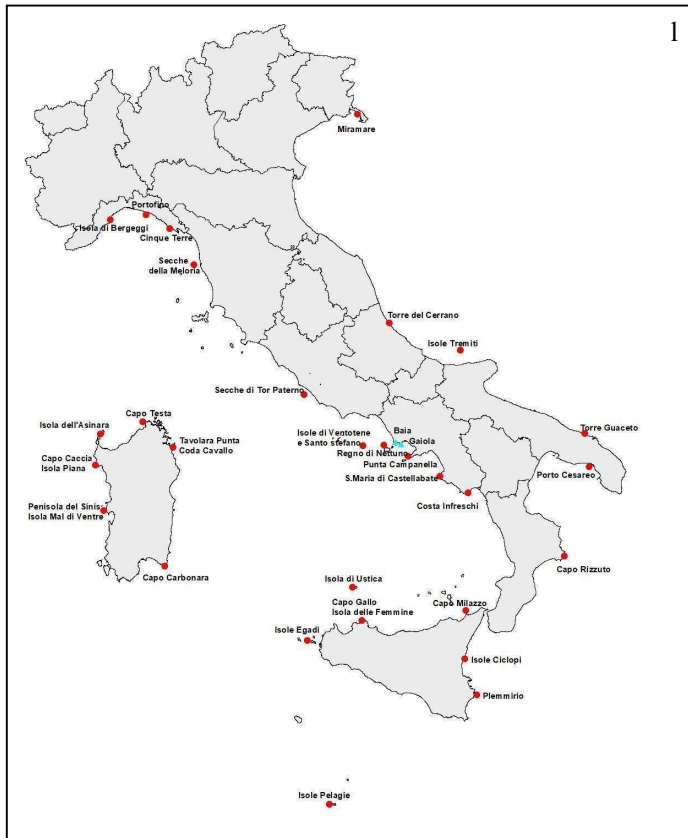 1
Miramare
Portofino
Isola di Bergeggi
Cinque Terre
Secche
della Meloria
Torre del Cerrano
Isole Tremiti
Secche di Tor Paterno
Capo Testa
Isola dell'Asinara
Tavolara Punta
Coda Cavallo
Capo Caccia
Isola Piana
Isole di Ventotene
e Santo stefano
Baia
Gaiola
Regno di Nettuno
Punta Campanella
S.Maria di Castellabate
Torre Guaceto
Porto Cesareo
Costa Infreschi
Penisola del Sinis-
Isola Mal di Ventre
Capo Rizzuto
Capo Carbonara
Isola di Ustica
Capo Gallo
Isola delle Femmine
Capo Milazzo
Isole Egadi
Isole Ciclopi
Plemmirio
Isole Pelagie